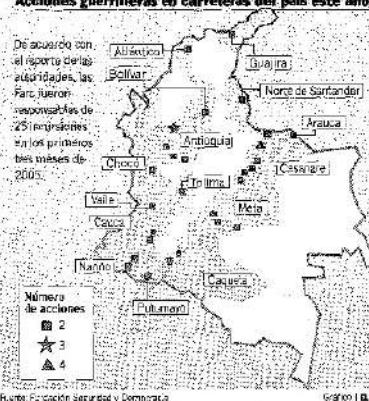 Acciones guerrilleras en carreteras del país este año
De acuerdo con
el reporte de las
autoridades, las
Farc fueron
responsables de
25 incursiones
en los primeros
tres meses de
2005.
Atlántico
Bolívar
Guajira
Norte de Santander
Arauca
Antioquia
Chocó
Tolima
Casanare
Valle
Meta
Cauca
Nariño
Caquetá
Putumayo
Número
de acciones
2
3
4
Fuente: Fundación Seguridad y Democracia
Gráfico |